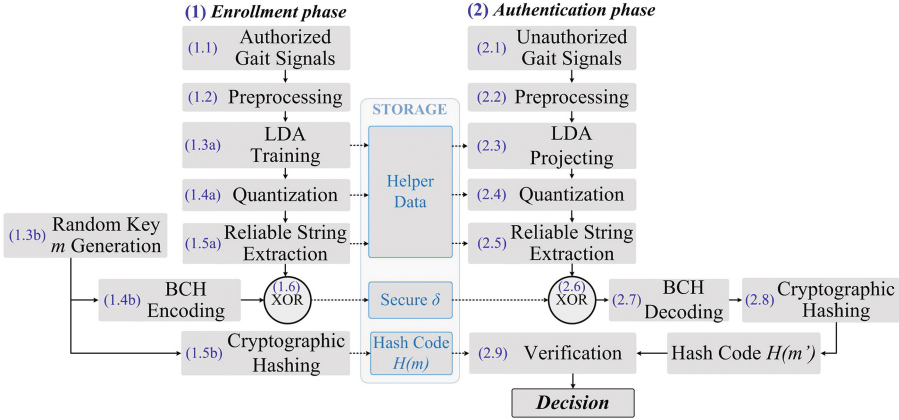 (1) Enrollment phase
(1.1) Authorized
Gait Signals
(1.2) Preprocessing
(1.3a) LDA
Training
(1.4a) Quantization
(1.3b) Random Key
m Generation
(1.5a) Reliable String
Extraction
(1.4b) BCH
Encoding
(1.6)
XOR
(1.5b) Cryptographic
Hashing
STORAGE
Helper
Data
Secure δ
Hash Code
H(m)
(2) Authentication phase
(2.1) Unauthorized
Gait Signals
(2.2) Preprocessing
(2.3) LDA
Projecting
(2.4) Quantization
(2.5) Reliable String
Extraction
(2.6)
XOR
(2.7) BCH
Decoding
(2.8) Cryptographic
Hashing
(2.9) Verification
Hash Code H(m’)
Decision